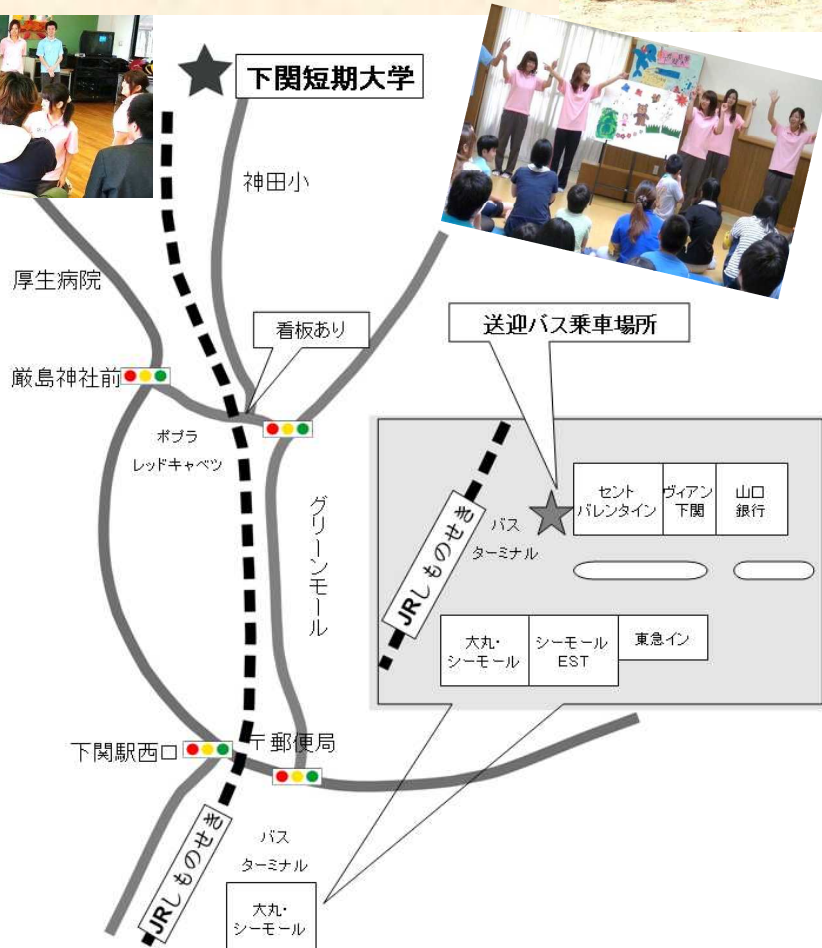 下関短期大学
神田小
厚生病院
看板あり
送迎バス乗車場所
厳島神社前
ポプラ
レッドキャベツ
グリーンモール
セント
バレンタイン
ヴィアン
下関
山口
銀行
バス
ターミナル
JRしものせき
大丸・
シーモール
シーモール
EST
東急イン
下関駅西口
〒郵便局
JRしものせき
バス
ターミナル
大丸・
シーモール